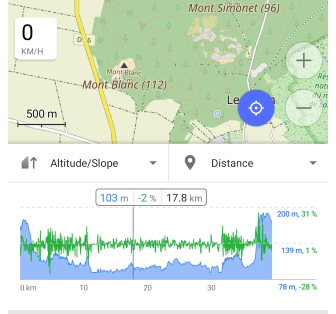 Mont Simonet (96)
0
KM/H
D 6
Mont Blanc
Mont Blanc (112)
500 m
Altitude/Slope
Distance
103 m
-2 %
17.8 km
200 m, 31 %
139 m, 1 %
78 m, -28 %
0 km
10
20
30